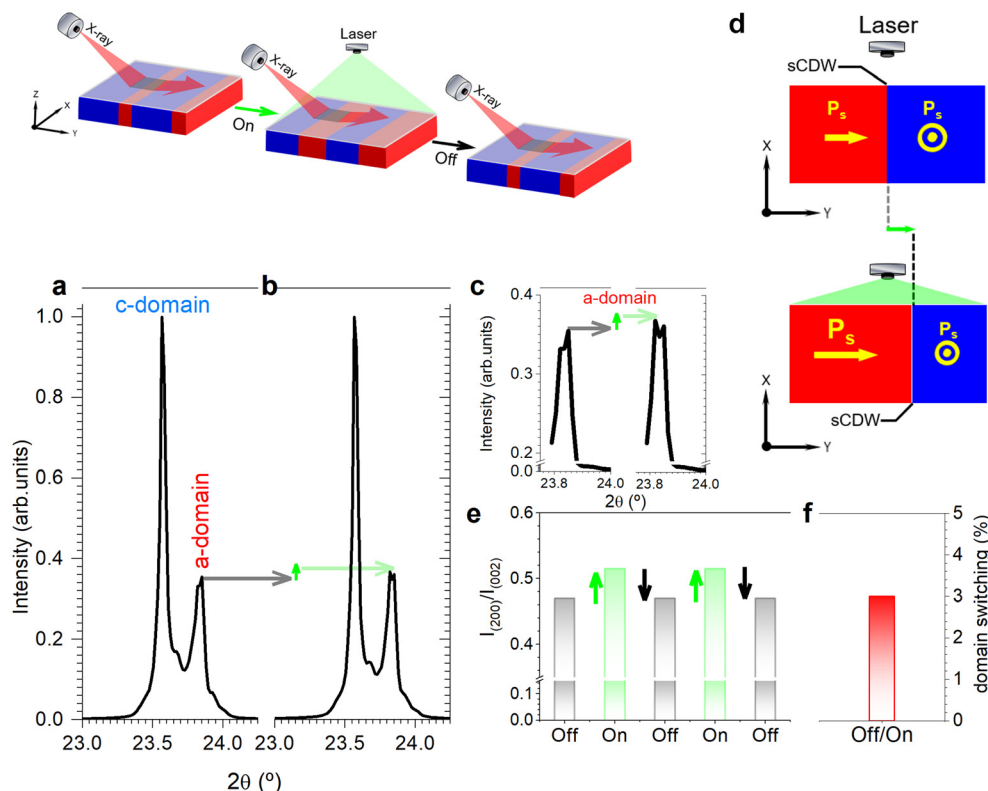 X-ray
X-ray
Laser
X-ray
Z
X
Y
On
Off
d
Laser
sCDW
Ps
Ps
X
Y
Ps
Ps
X
sCDW
Y
a
c-domain
b
1.0
0.8
0.6
0.4
0.2
0.0
Intensity (arb.units)
a-domain
23.0
23.5
24.0
23.0
23.5
24.0
2θ (º)
c
a-domain
0.4
0.3
0.2
0.0
Intensity (arb.units)
23.8
24.0
23.8
24.0
2θ (º)
e
0.6
0.5
0.4
0.1
0.0
I(200)/I(002)
Off
On
Off
On
Off
f
5
4
3
2
1
0
domain switching (%)
Off/On